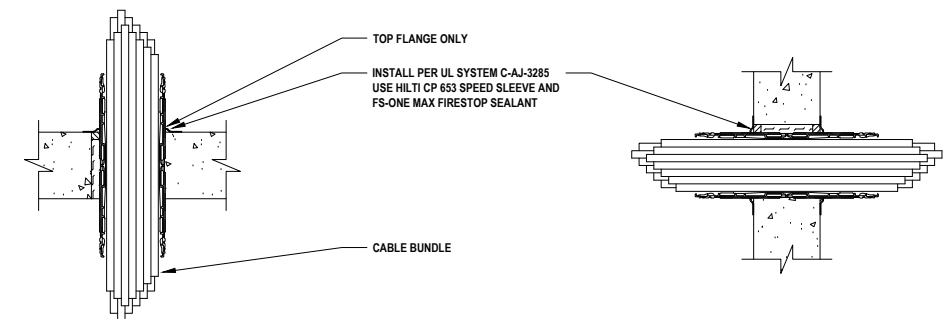 TOP FLANGE ONLY
INSTALL PER UL SYSTEM C-AJ-3285
USE HILTI CP 653 SPEED SLEEVE AND
FS-ONE MAX FIRESTOP SEALANT
CABLE BUNDLE